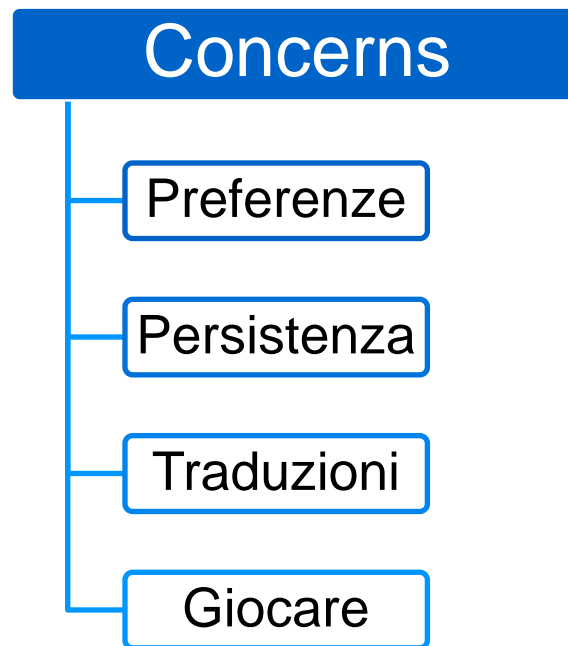 Concerns
Preferenze
Persistenza
Traduzioni
Giocare